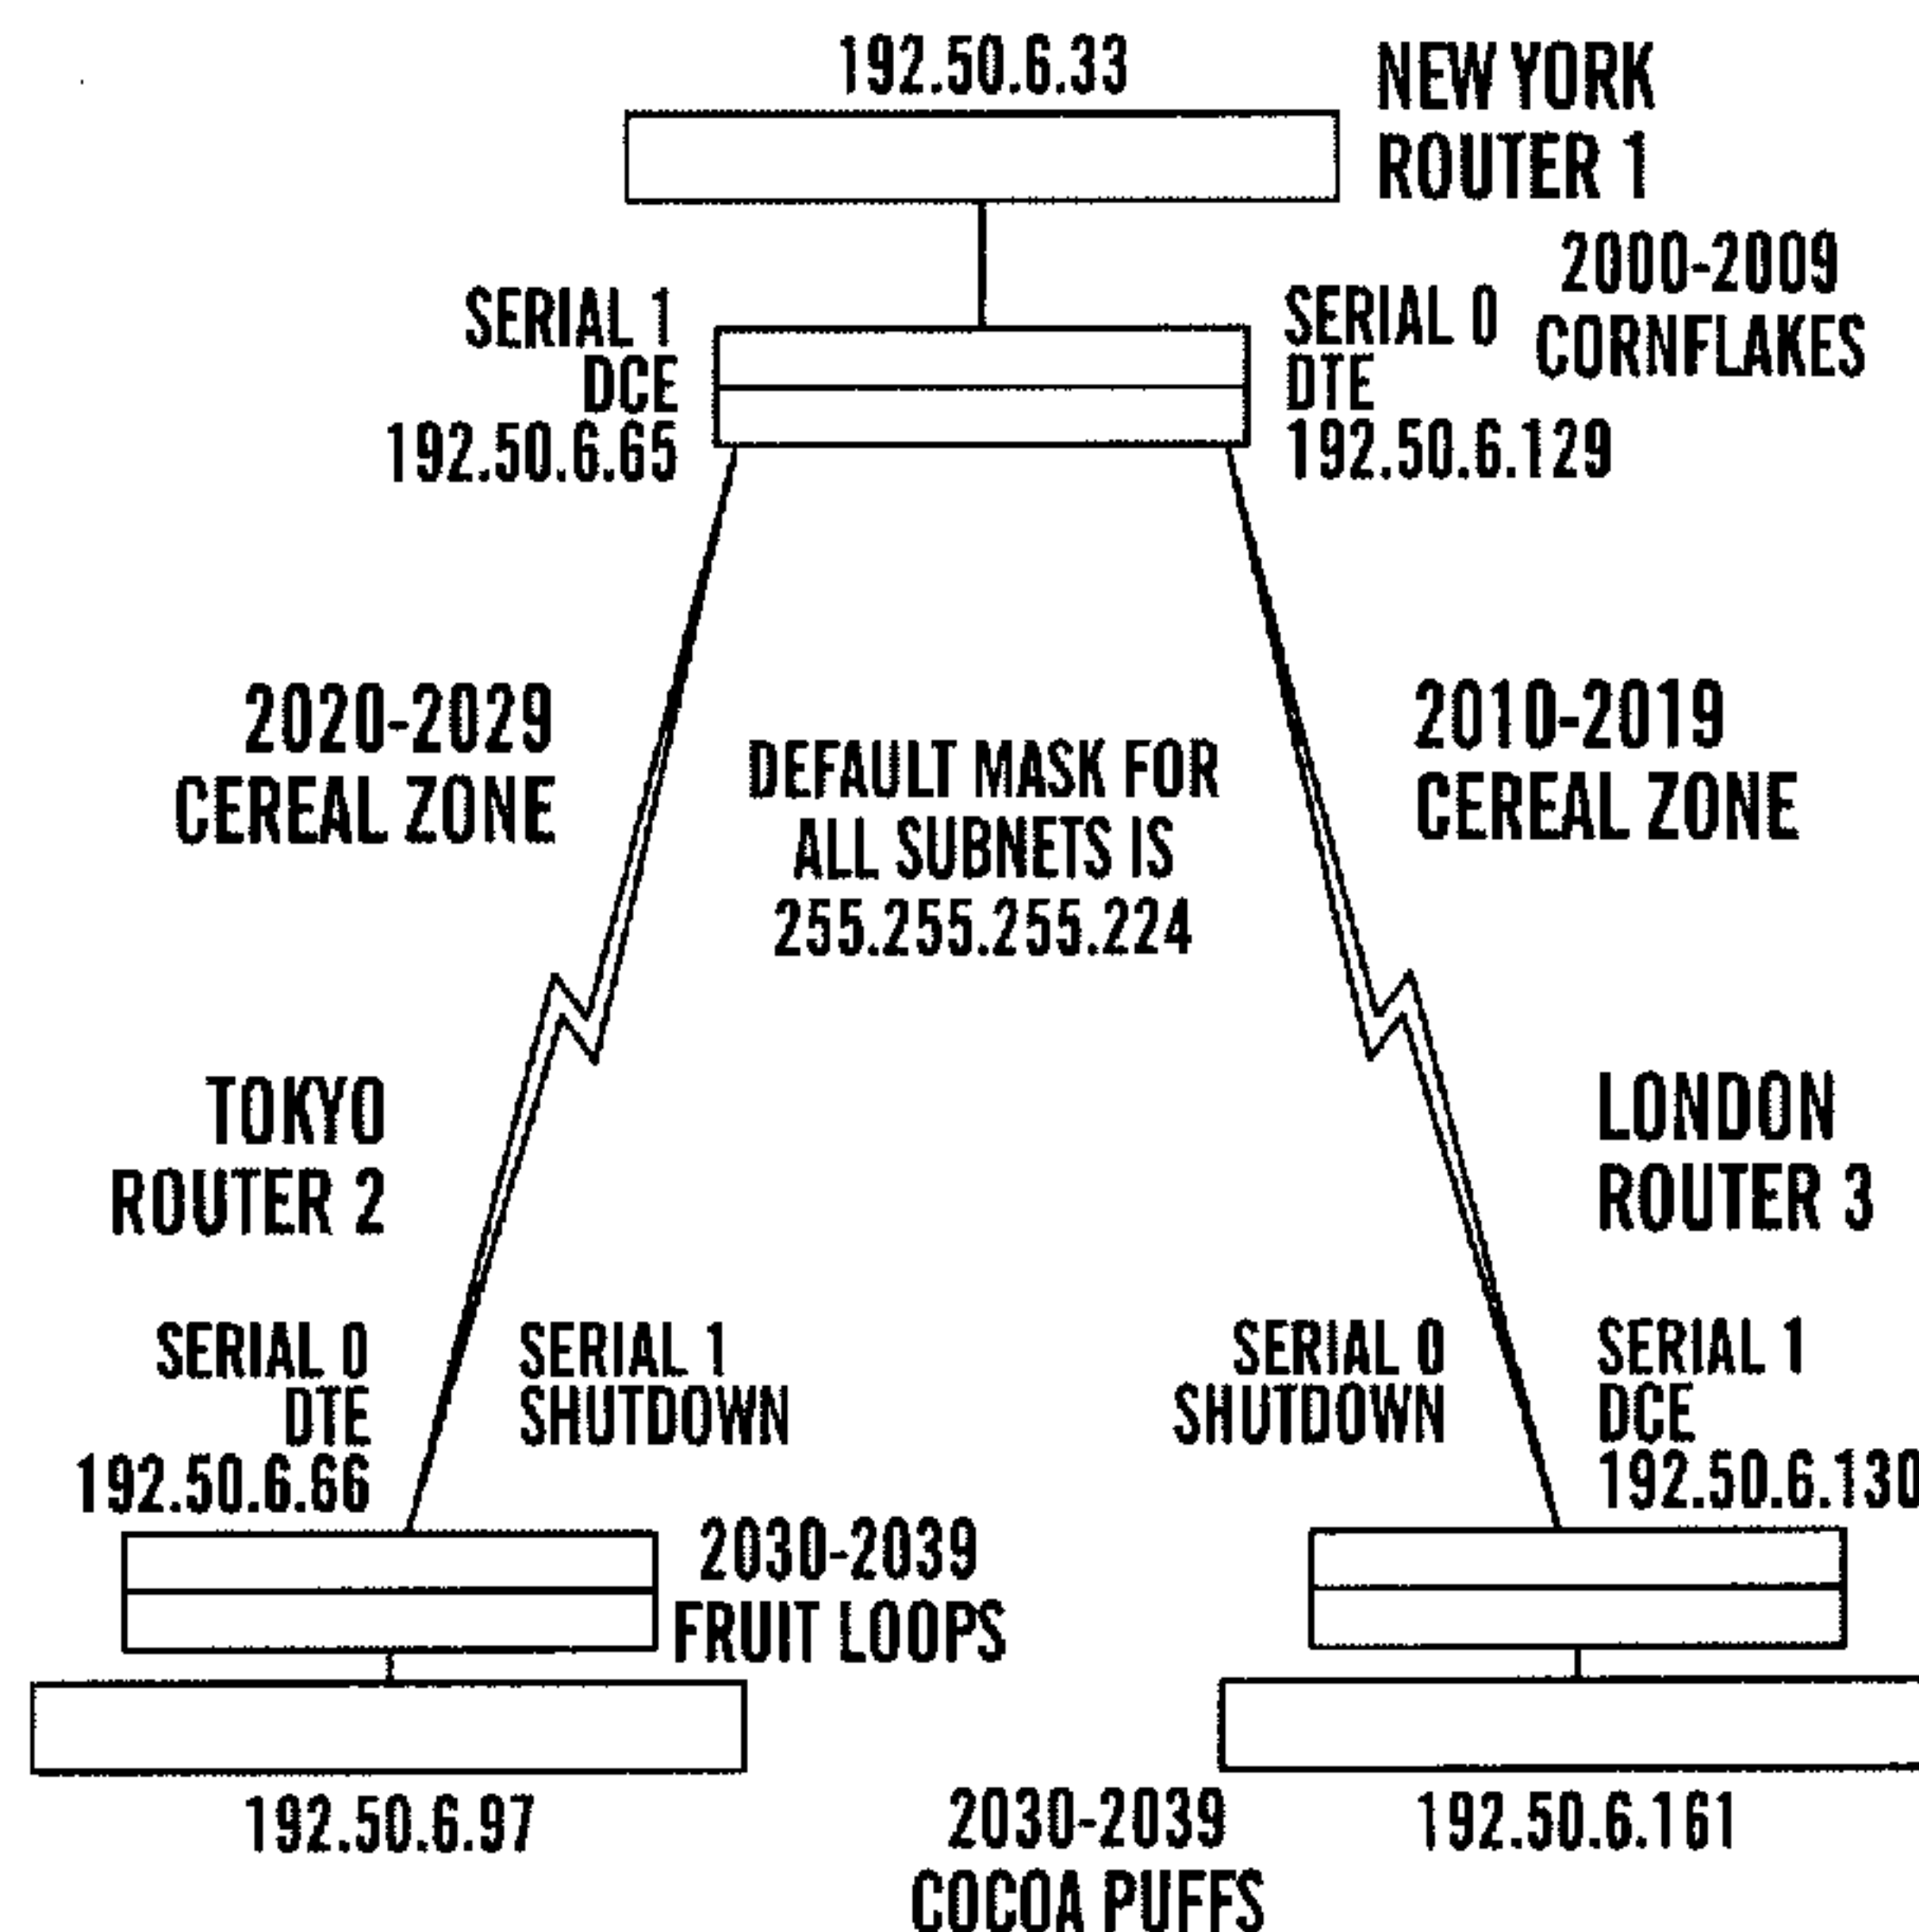 192.50.6.33
NEW YORK
ROUTER 1
2000-2009
CORNFLAKES
SERIAL 1
DCE
192.50.6.65
SERIAL 0
DTE
192.50.6.129
2020-2029
CEREAL ZONE
DEFAULT MASK FOR
ALL SUBNETS IS
255.255.255.224
2010-2019
CEREAL ZONE
TOKYO
ROUTER 2
LONDON
ROUTER 3
SERIAL 0
DTE
192.50.6.66
SERIAL 1
SHUTDOWN
SERIAL 0
SHUTDOWN
SERIAL 1
DCE
192.50.6.130
2030-2039
FRUIT LOOPS
192.50.6.97
2030-2039
COCOA PUFFS
192.50.6.161